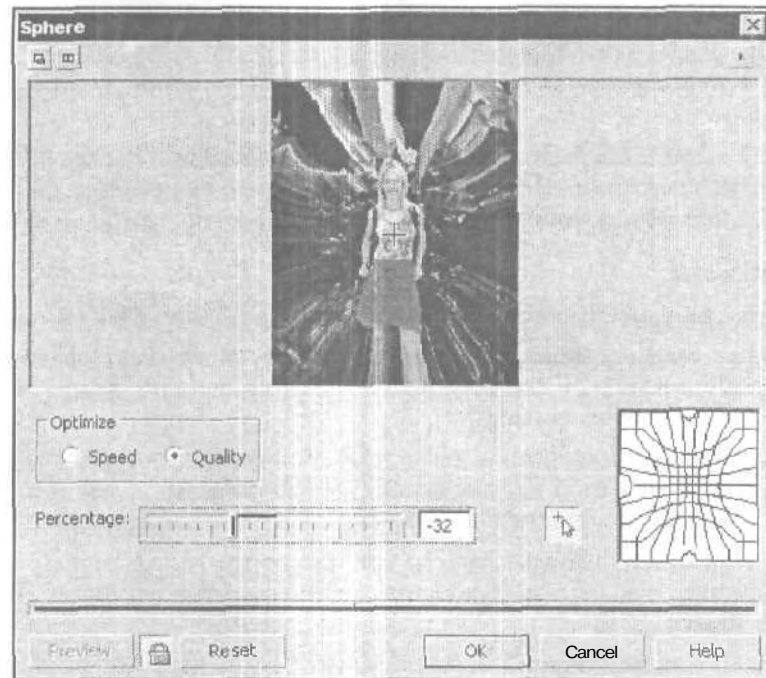 Sphere
Optimize
Speed Quality
Percentage: -32
Preview Reset OK Cancel Help